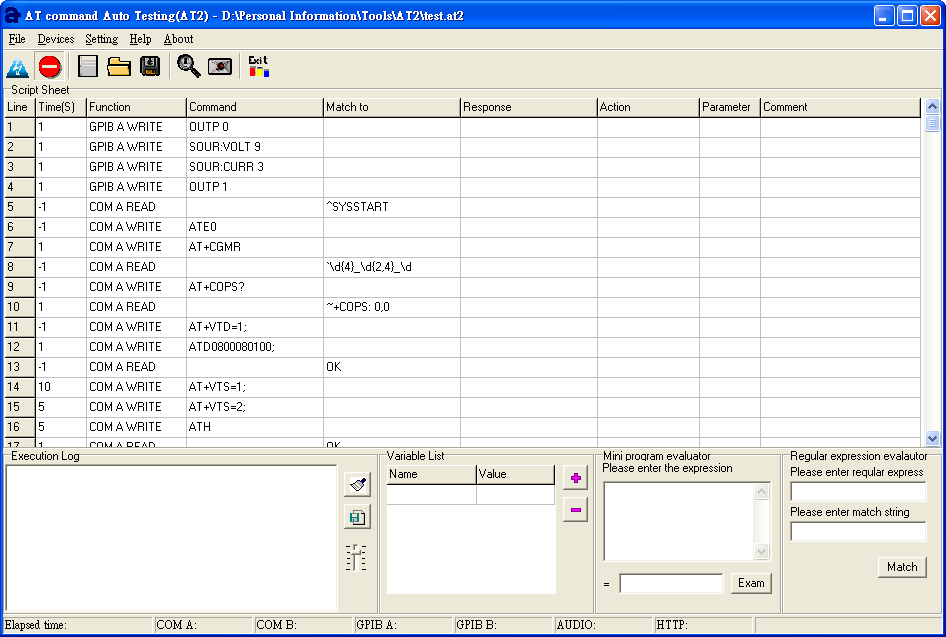 AT command Auto Testing(AT2) - D:\Personal Information\Tools\AT2\test.at2
File Devices Setting Help About
Exit
Script Sheet
Line Time(S) Function Command Match to Response Action Parameter Comment
1 1 GPIB A WRITE OUTP 0
2 1 GPIB A WRITE SOUR:VOLT 9
3 1 GPIB A WRITE SOUR:CURR 3
4 1 GPIB A WRITE OUTP 1
5 -1 COM A READ ^SYSSTART
6 -1 COM A WRITE ATE0
7 1 COM A WRITE AT+CGMR
8 -1 COM A READ `\d{4}_\d{2,4}_\d
9 -1 COM A WRITE AT+COPS?
10 1 COM A READ ~+COPS: 0,0
11 -1 COM A WRITE AT+VTD=1;
12 1 COM A WRITE ATD0800080100;
13 -1 COM A READ OK
14 10 COM A WRITE AT+VTS=1;
15 5 COM A WRITE AT+VTS=2;
16 5 COM A WRITE ATH
17 1 COM A READ OK
Execution Log Variable List Mini program evaluator Regular expression evalautor
Name Value Please enter the expression Please enter regular express
Please enter match string
Match
= Exam
Elapsed time: COM A: COM B: GPIB A: GPIB B: AUDIO: HTTP: